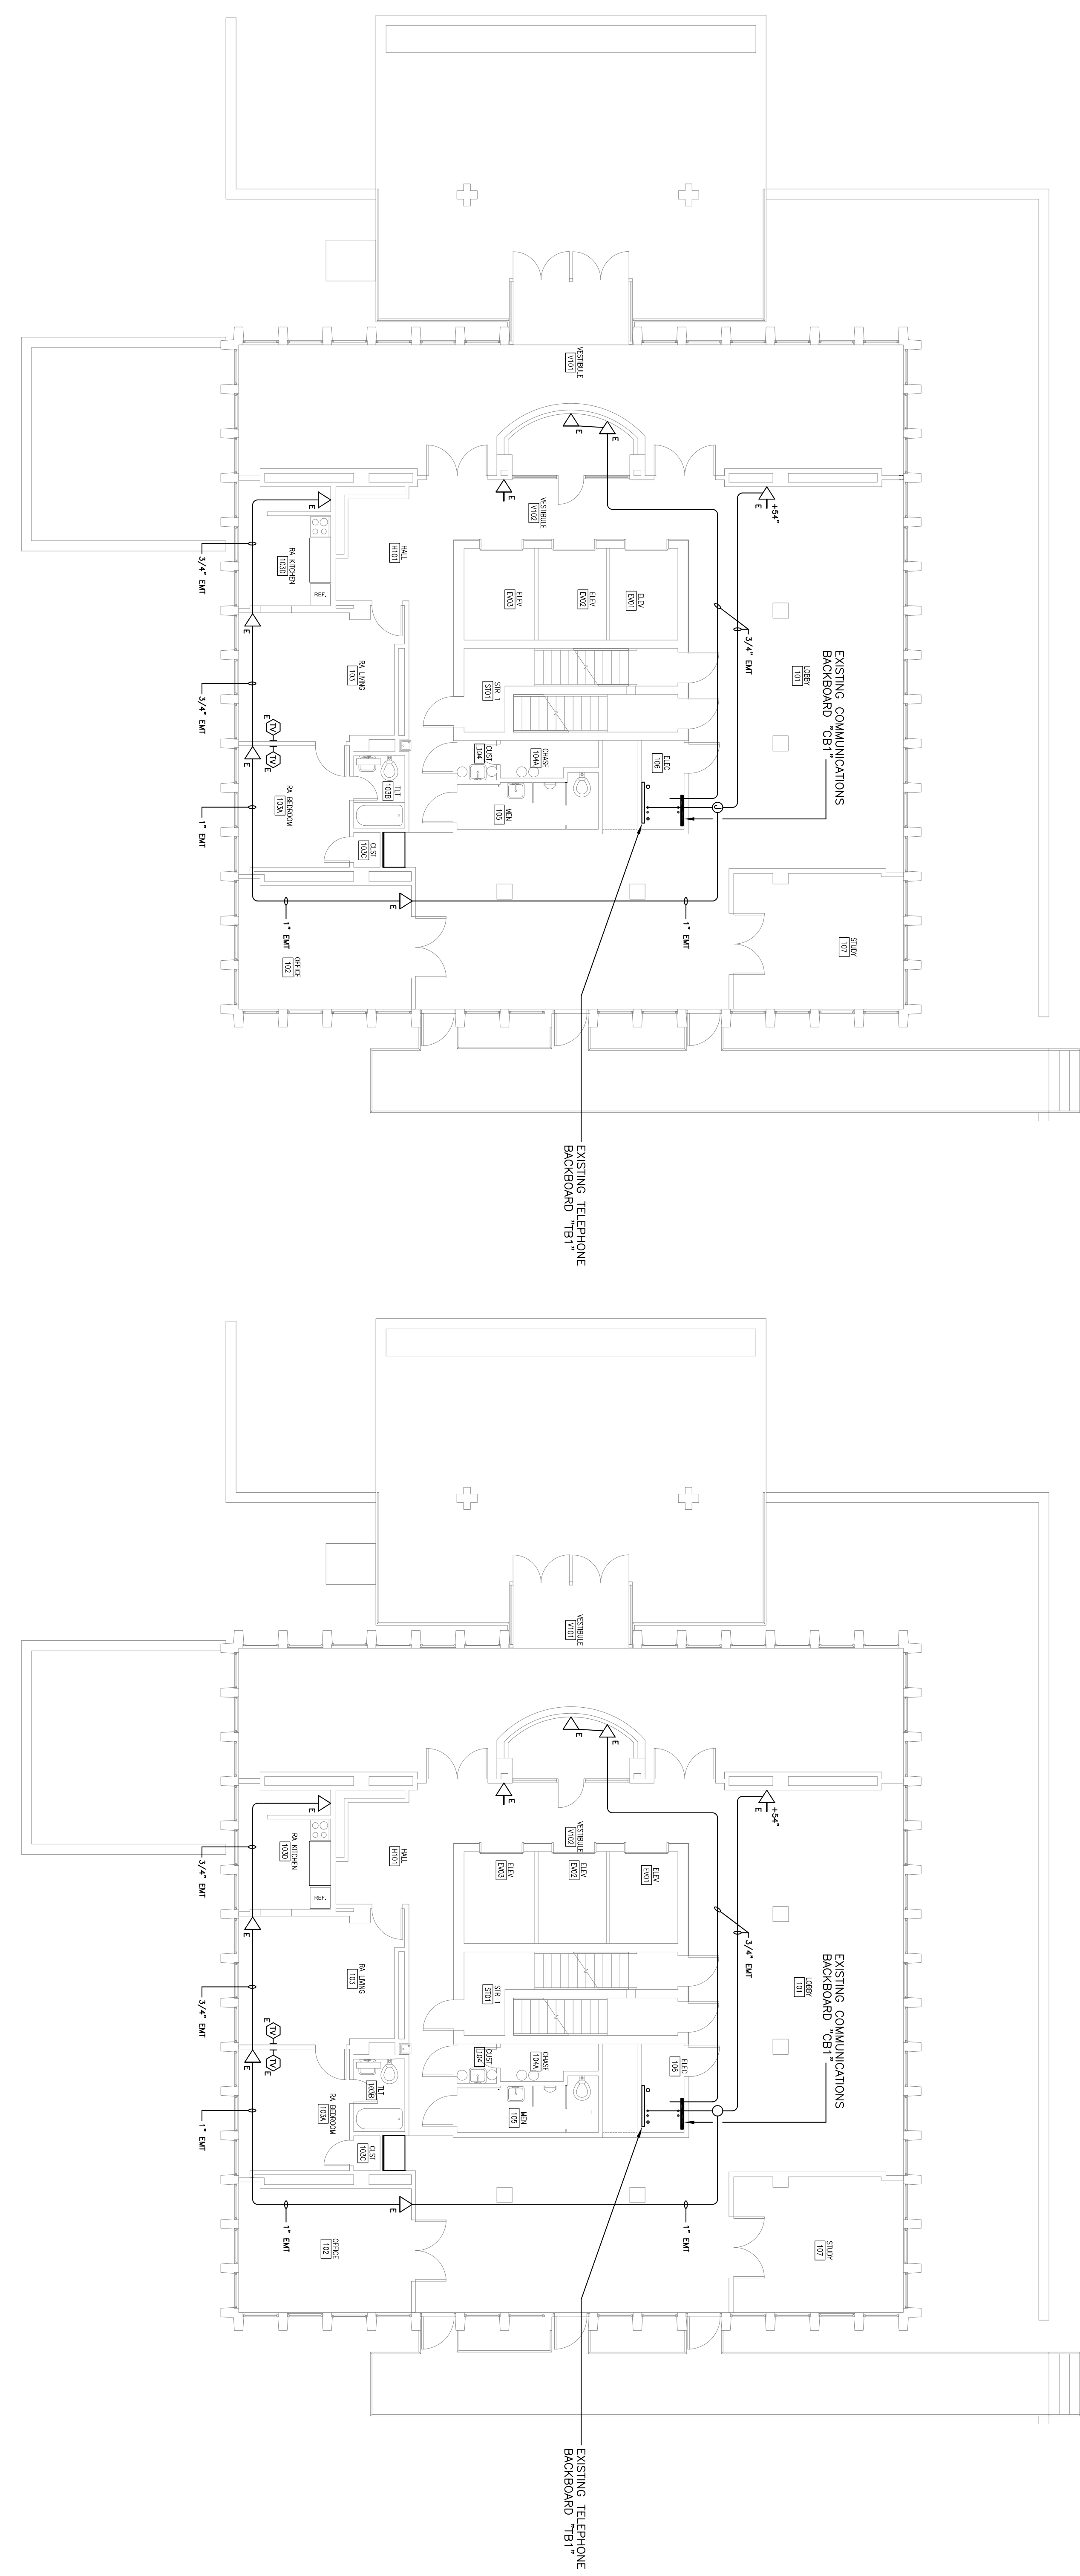 VESTIBULE
V101
E
E
E
VESTIBULE
V102
+54"
E
HALL
H101
E
RA KITCHEN
103D
REF.
3/4" EMT
ELEV
EV03
ELEV
EV02
ELEV
EV01
3/4" EMT
LOBBY
101
EXISTING COMMUNICATIONS
BACKBOARD "CB1"
E
RA LIVING
103
3/4" EMT
STR 1
ST01
E
TV
TV
E
E
RA BEDROOM
103A
1" EMT
TLT
103B
CLST
103C
CUST
104
CHASE
104A
MEN
105
ELEC
106
J
E
1" EMT
1" EMT
OFFICE
102
STUDY
107
EXISTING TELEPHONE
BACKBOARD "TB1"
VESTIBULE
V101
E
E
E
VESTIBULE
V102
+54"
E
HALL
H101
E
RA KITCHEN
103D
REF.
3/4" EMT
ELEV
EV03
ELEV
EV02
ELEV
EV01
3/4" EMT
LOBBY
101
EXISTING COMMUNICATIONS
BACKBOARD "CB1"
E
RA LIVING
103
3/4" EMT
STR 1
ST01
E
TV
TV
E
E
RA BEDROOM
103A
1" EMT
TLT
103B
CLST
103C
CUST
104
CHASE
104A
MEN
105
ELEC
106
E
1" EMT
1" EMT
OFFICE
102
STUDY
107
EXISTING TELEPHONE
BACKBOARD "TB1"